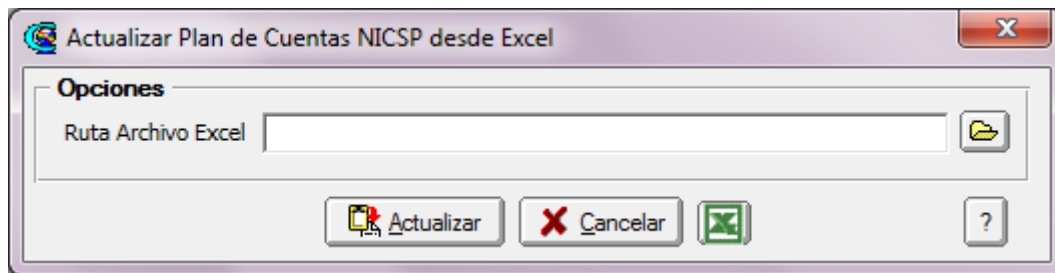 Actualizar Plan de Cuentas NICSP desde Excel
Opciones
Ruta Archivo Excel
Actualizar Cancelar ?